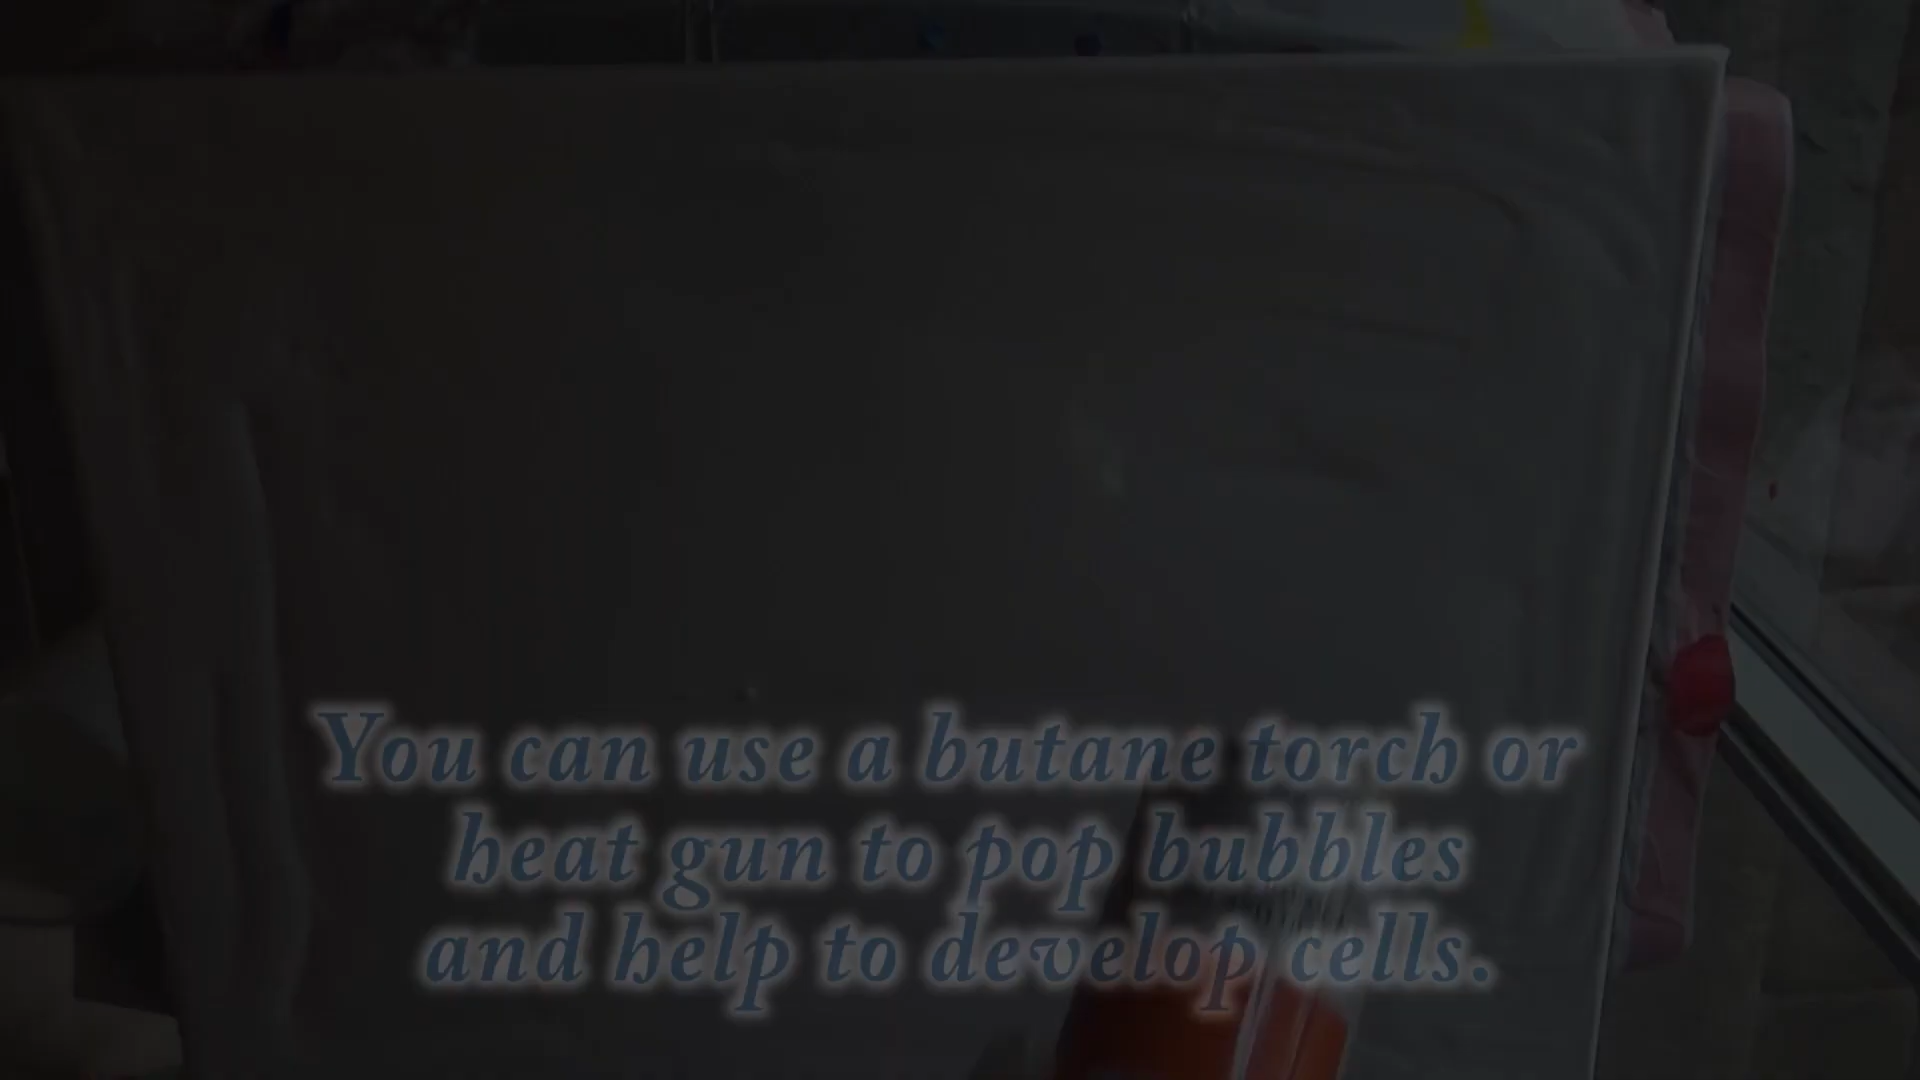 You can use a butane torch or
heat gun to pop bubbles
and help to develop cells.